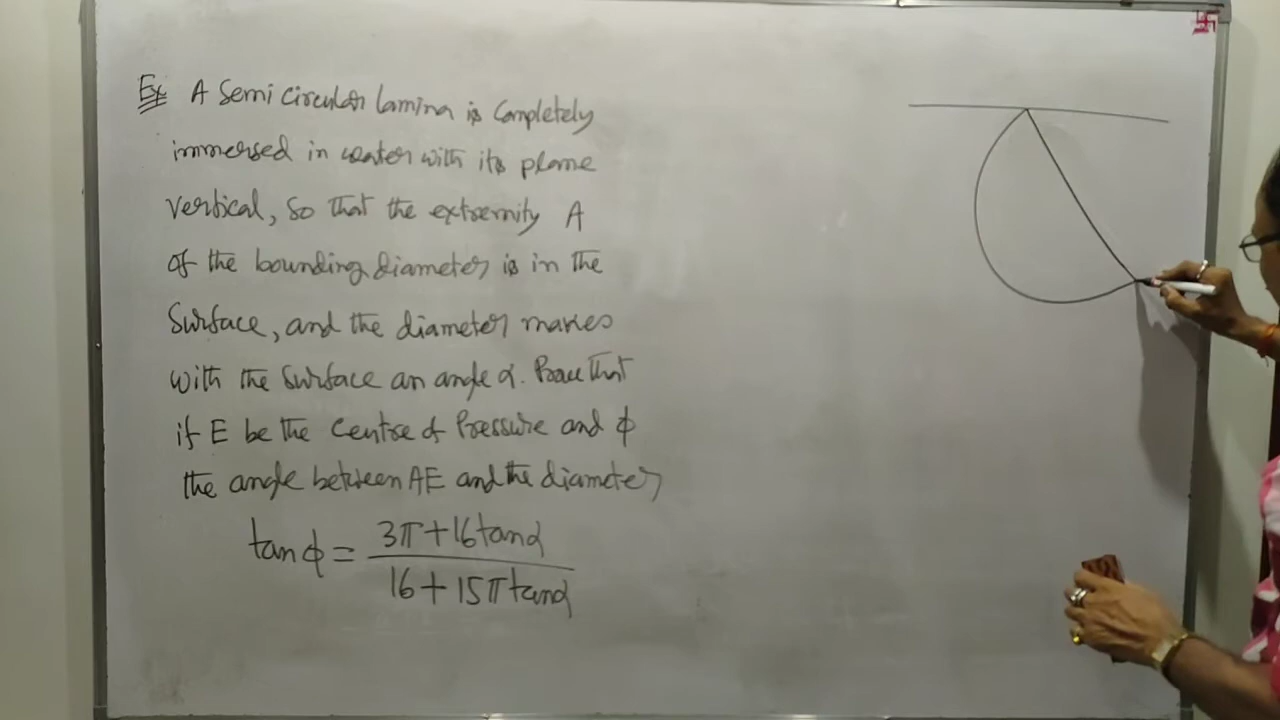 Ex A Semi circular lamina is Completely
immersed in water with its plane
vertical, so that the extremity A
of the bounding diameter is in the
Surface, and the diameter makes
with the surface an angle α. Prove that
if E be the centre of Pressure and φ
the angle between AE and the diameter
tan φ = (3π + 16 tan α) / (16 + 15π tan α)